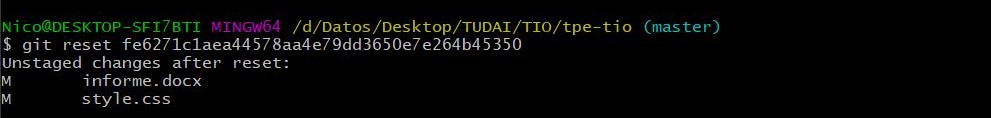 Nico@DESKTOP-SFI7BTI MINGW64 /d/Datos/Desktop/TUDAI/TIO/tpe-tio (master)
$ git reset fe6271c1aea44578aa4e79dd3650e7e264b45350
Unstaged changes after reset:
M       informe.docx
M       style.css